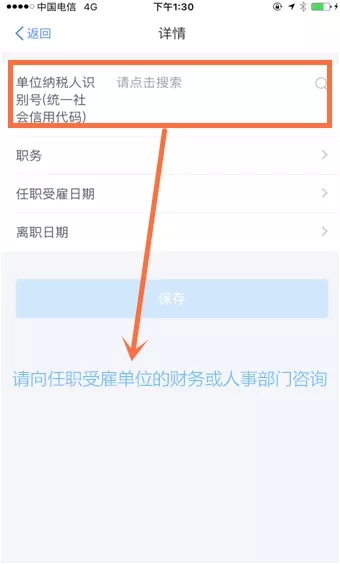 中国电信 4G 下午1:30
返回 详情
单位纳税人识 请点击搜索
别号(统一社
会信用代码)
职务
任职受雇日期
离职日期
保存
请向任职受雇单位的财务或人事部门咨询